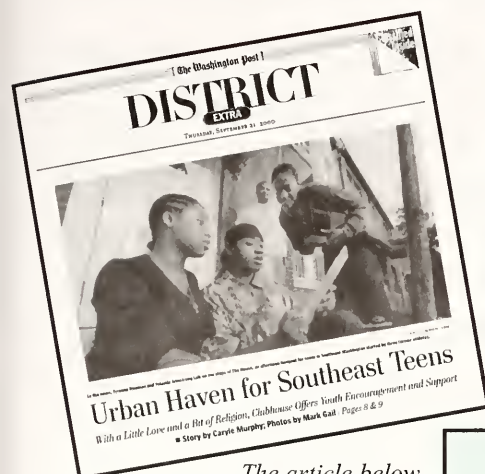 [ The Washington Post ]
DISTRICT
EXTRA
THURSDAY, SEPTEMBER 21, 2000
Urban Haven for Southeast Teens
With a Little Love and a Bit of Religion, Clubhouse Offers Youth Encouragement and Support
■ Story by Caryle Murphy; Photos by Mark Gail / Pages 8 & 9
The article below